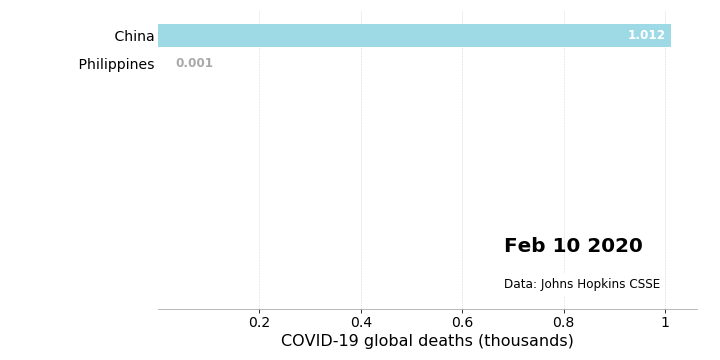 China 1.012
Philippines 0.001
Feb 10 2020
Data: Johns Hopkins CSSE
0.2 0.4 0.6 0.8 1
COVID-19 global deaths (thousands)